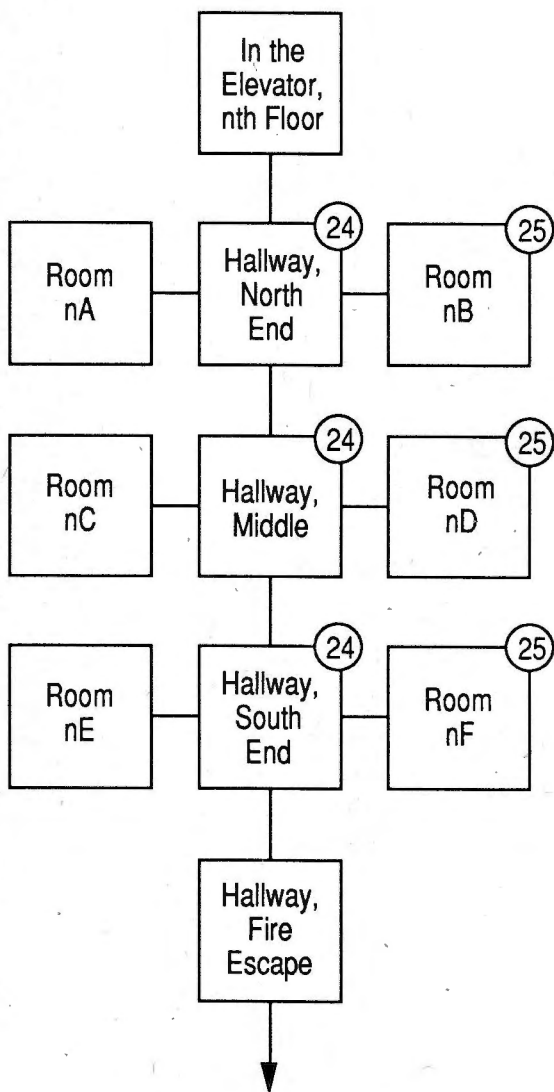 In the
Elevator,
nth Floor
24
25
Room
nA
Hallway,
North
End
Room
nB
24
25
Room
nC
Hallway,
Middle
Room
nD
24
25
Room
nE
Hallway,
South
End
Room
nF
Hallway,
Fire
Escape